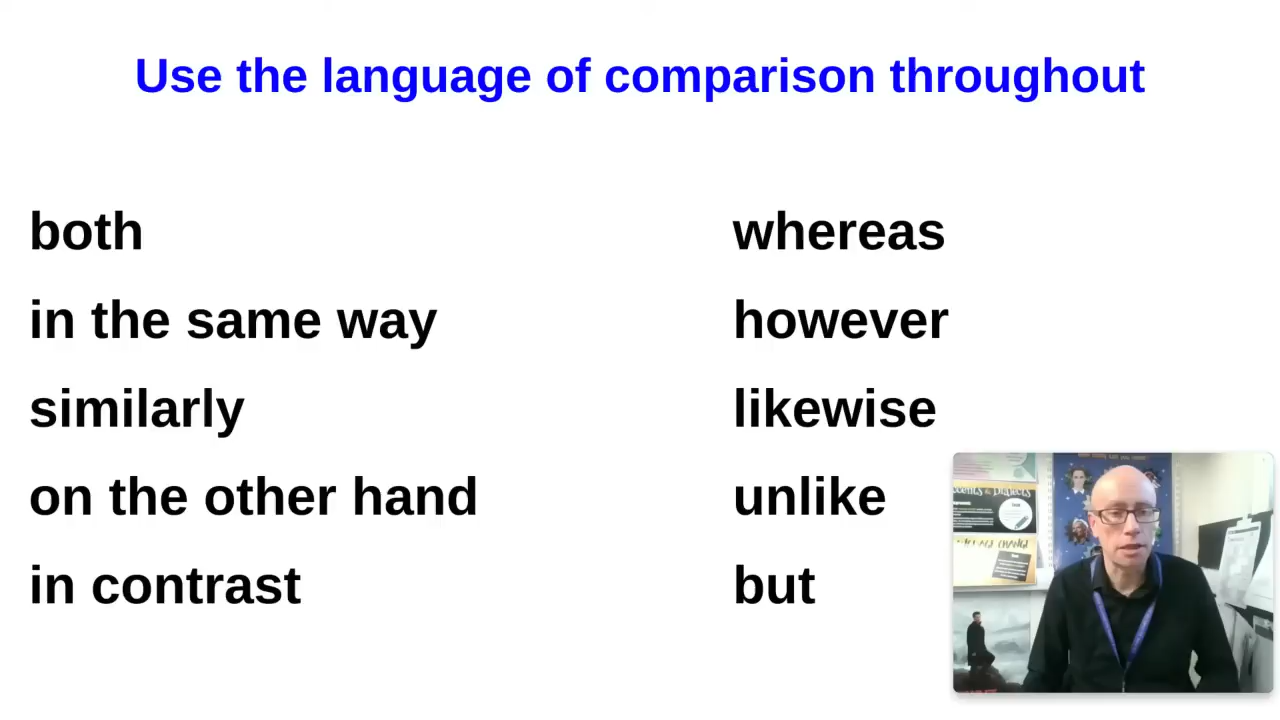 Use the language of comparison throughout
both
in the same way
similarly
on the other hand
in contrast
whereas
however
likewise
unlike
but